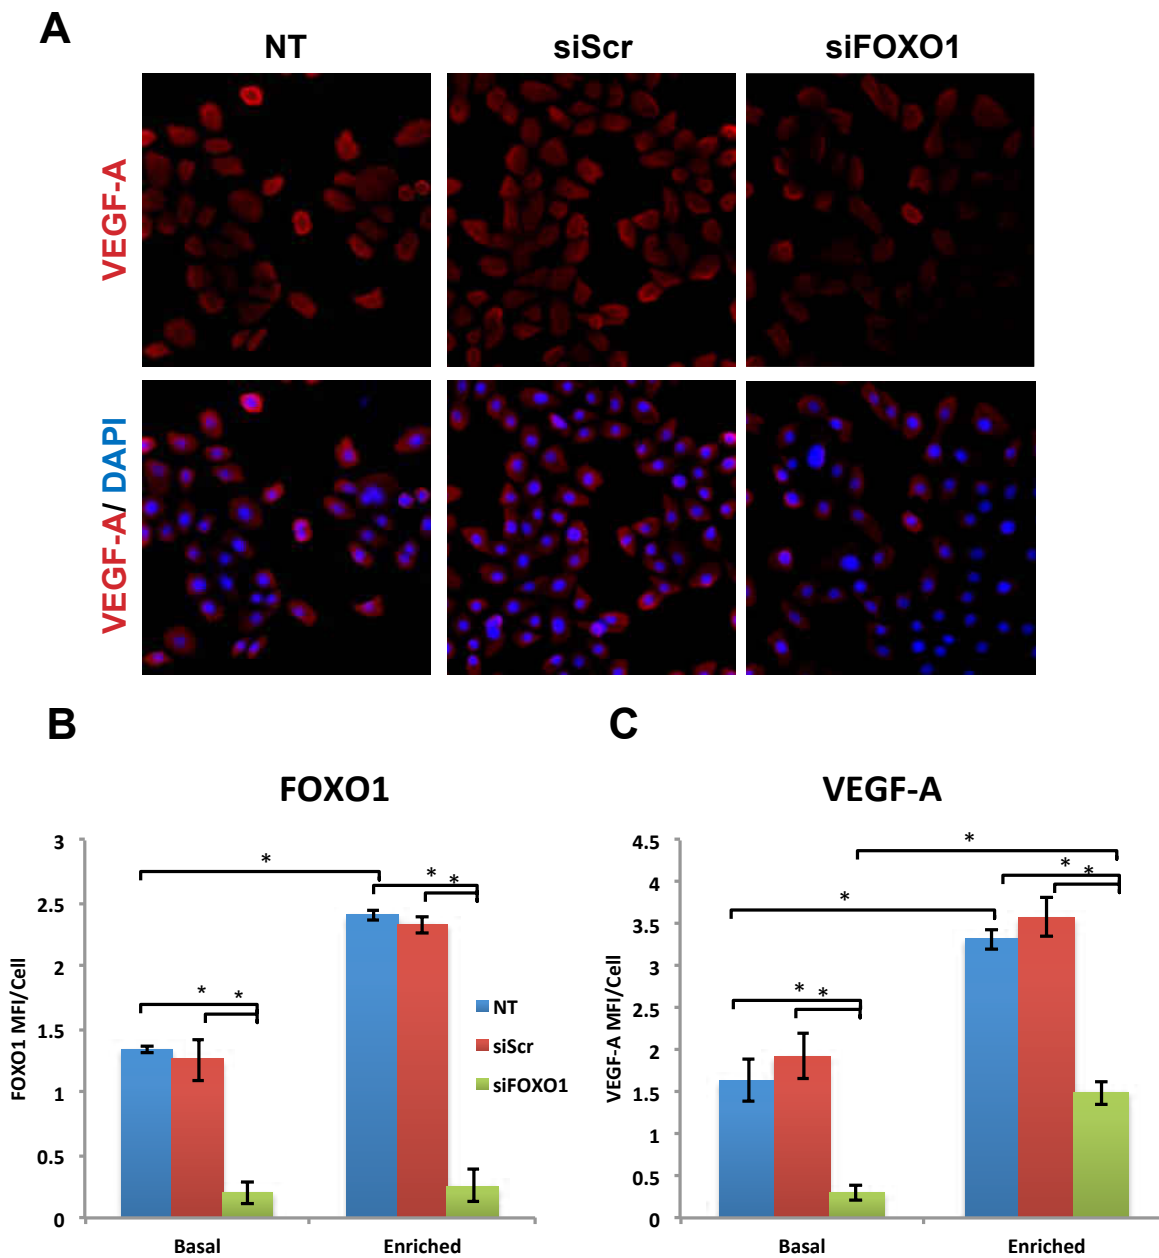 A
NT siScr siFOXO1
VEGF-A
VEGF-A/ DAPI
B
C
FOXO1
FOXO1 MFI/Cell
3
2.5
2
1.5
1
0.5
0
* * *
* *
NT
siScr
siFOXO1
Basal Enriched
VEGF-A
VEGF-A MFI/Cell
4.5
4
3.5
3
2.5
2
1.5
1
0.5
0
*
* *
*
* *
Basal Enriched